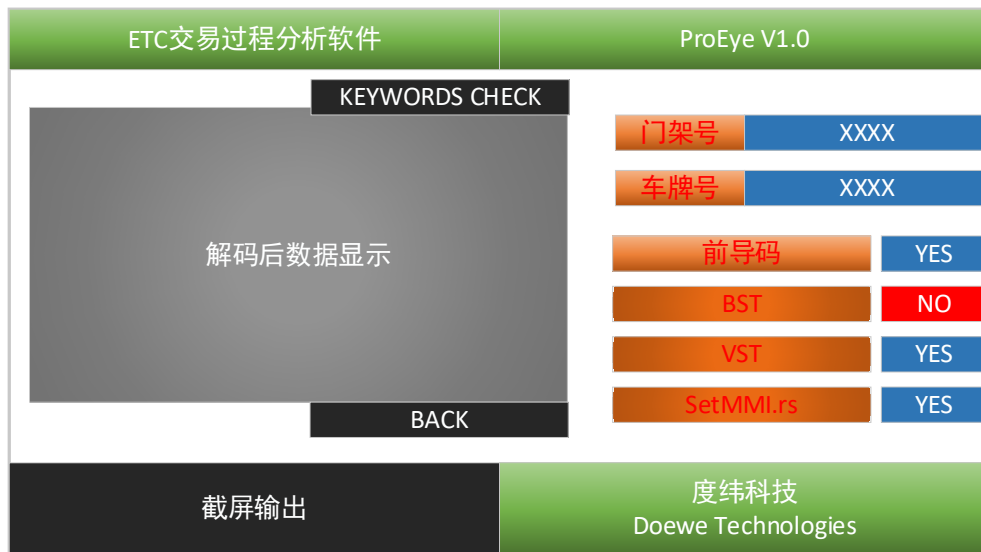 ETC交易过程分析软件
ProEye V1.0
KEYWORDS CHECK
解码后数据显示
BACK
门架号 XXXX
车牌号 XXXX
前导码 YES
BST NO
VST YES
SetMMI.rs YES
截屏输出
度纬科技
Doewe Technologies